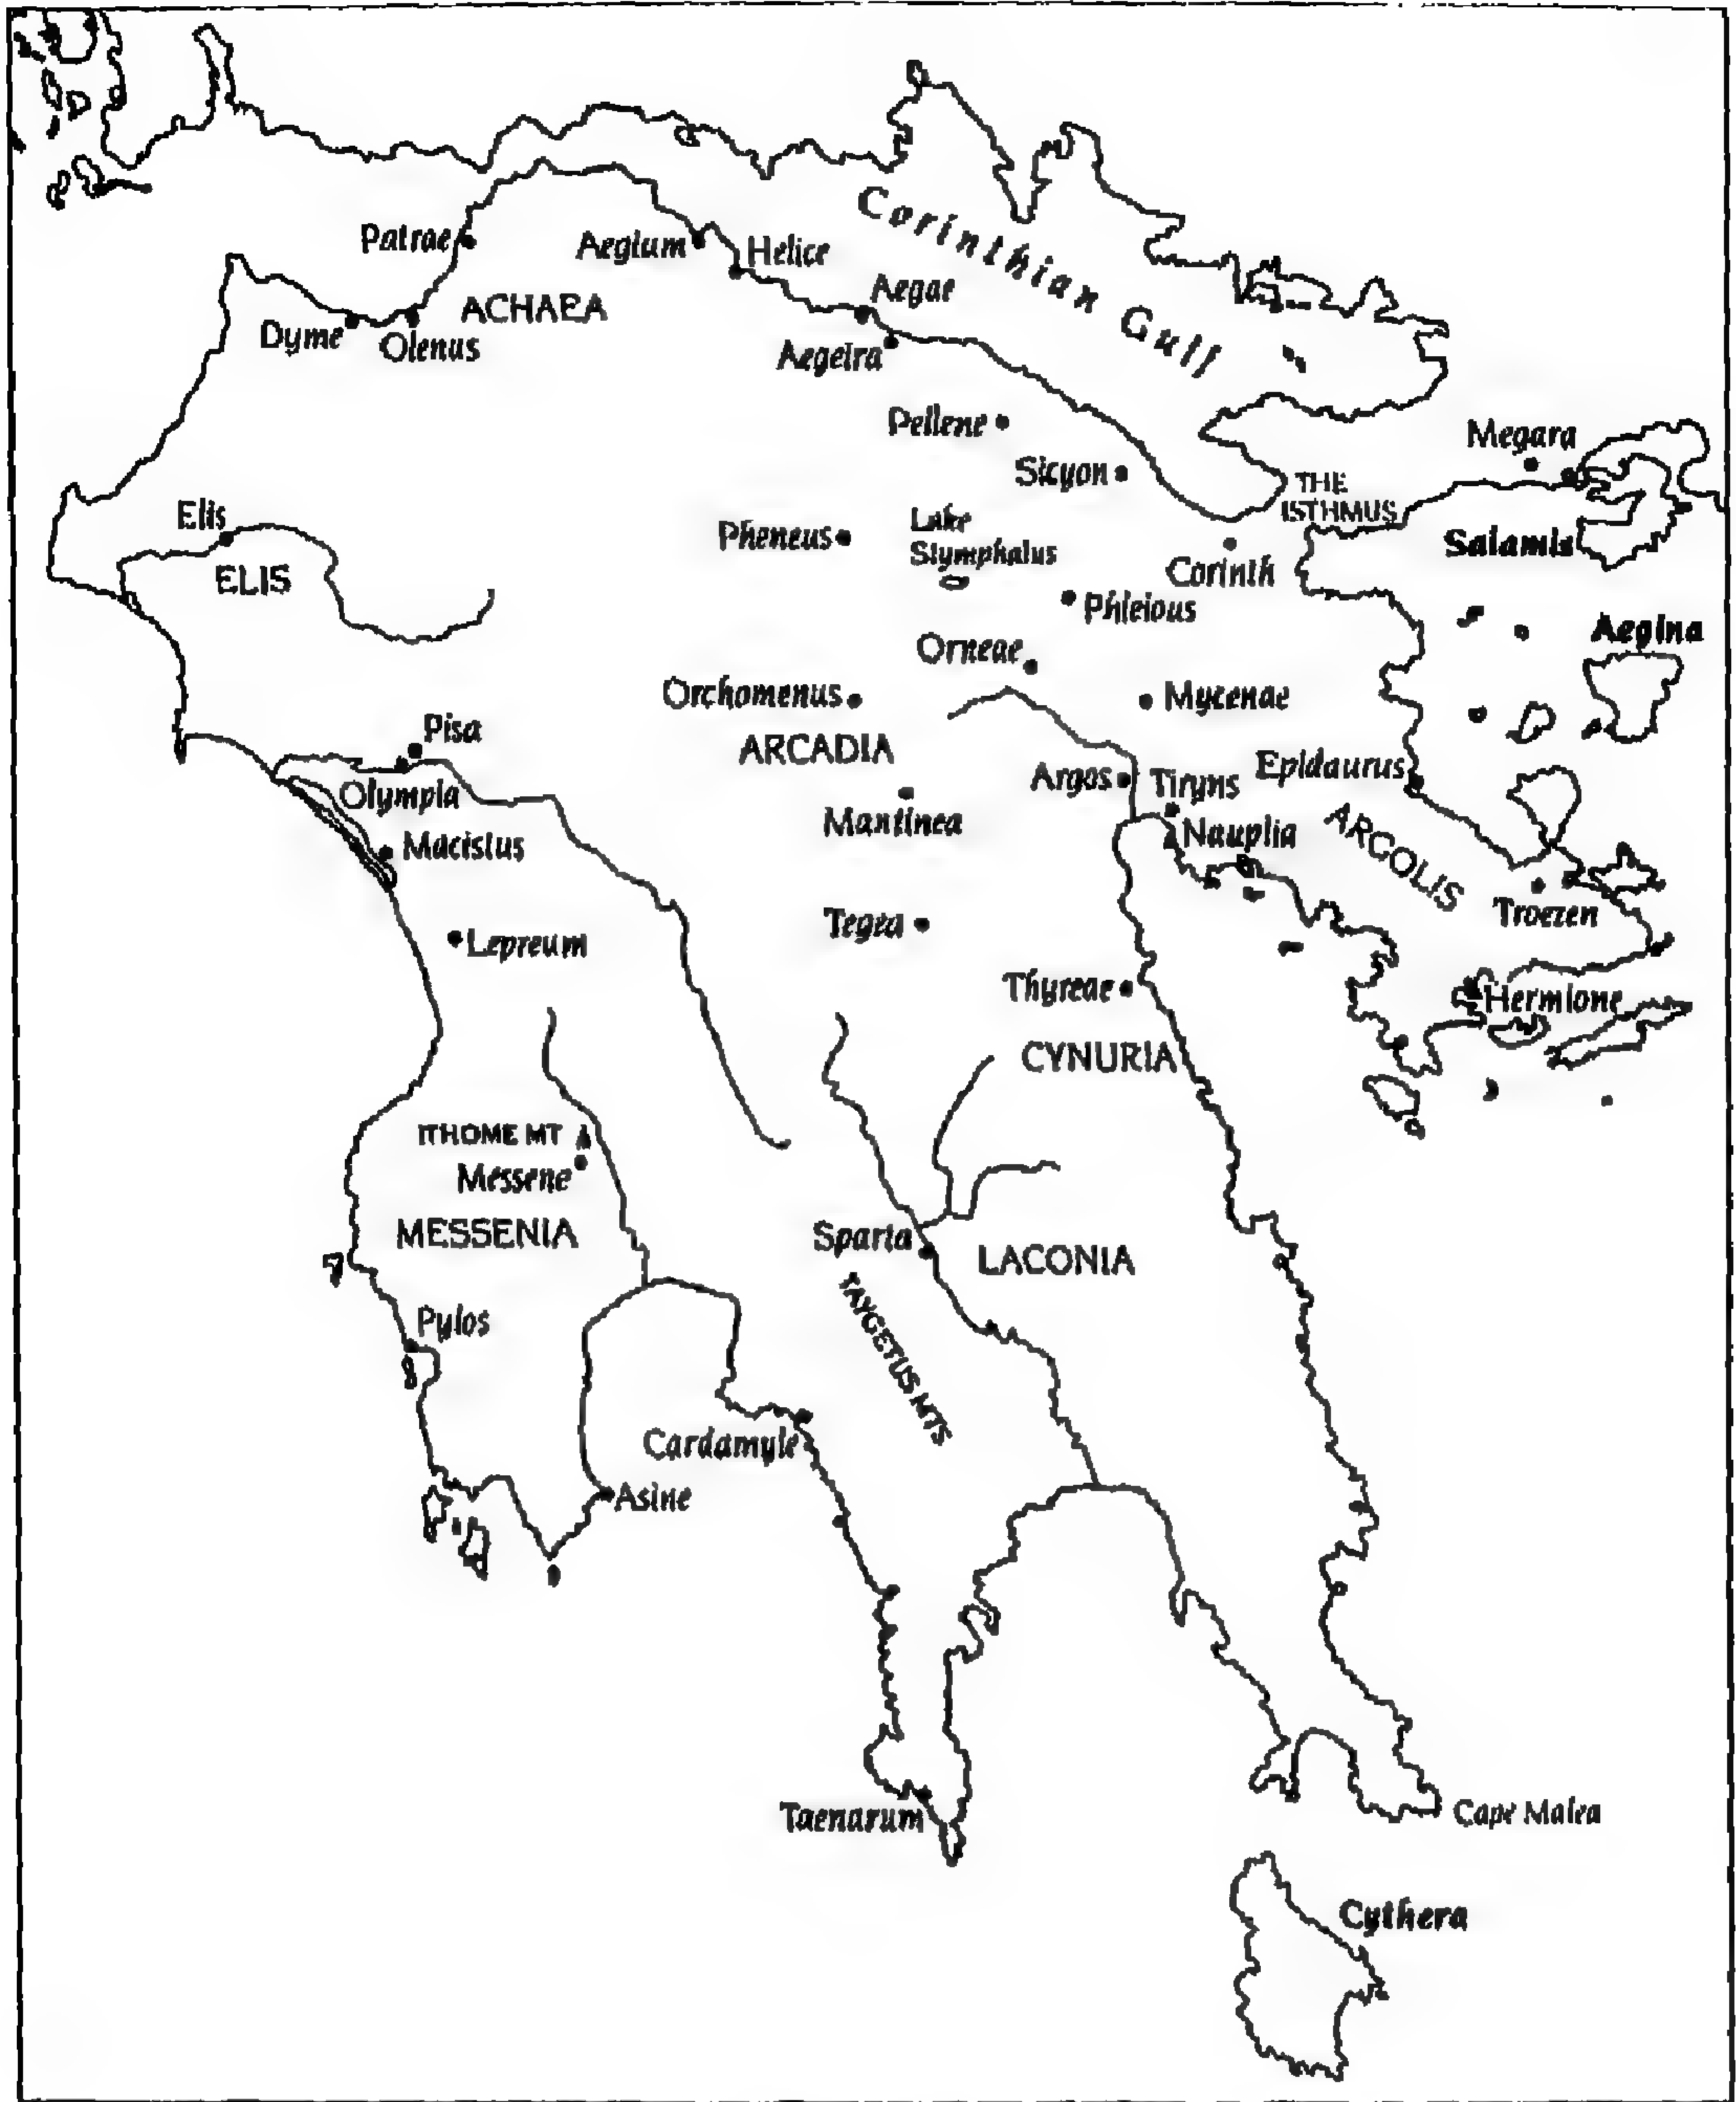 Corinthian Gulf
Patrae
Aegium
Helice
Aegae
ACHAEA
Dyme
Olenus
Aegeira
Pellene
Megara
Sicyon
THE
ISTHMUS
Elis
Lake
Stymphalus
Pheneus
Salamis
Corinth
ELIS
Phleious
Aegina
Orneae
Orchomenus
Mycenae
Pisa
ARCADIA
Epidaurus
Argos
Tiryns
Olympia
Mantinea
Nauplia
ARGOLIS
Macistus
Troezen
Tegea
Lepreum
Thyreae
Hermione
CYNURIA
ITHOME MT
Messene
MESSENIA
Sparta
LACONIA
TAYGETUS MTS
Pylos
Cardamyle
Asine
Taenarum
Cape Malea
Cythera